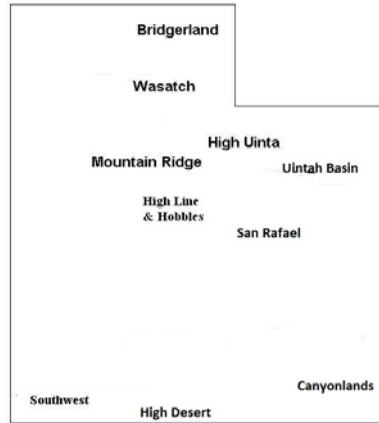 Bridgerland
Wasatch
High Uinta
Mountain Ridge
Uintah Basin
High Line
& Hobbles
San Rafael
Canyonlands
Southwest
High Desert